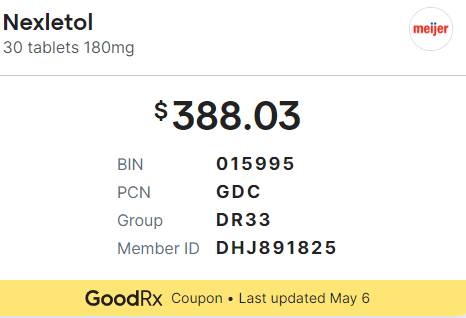 Nexletol
30 tablets 180mg
meijer
$388.03
BIN 015995
PCN GDC
Group DR33
Member ID DHJ891825
GoodRx Coupon • Last updated May 6